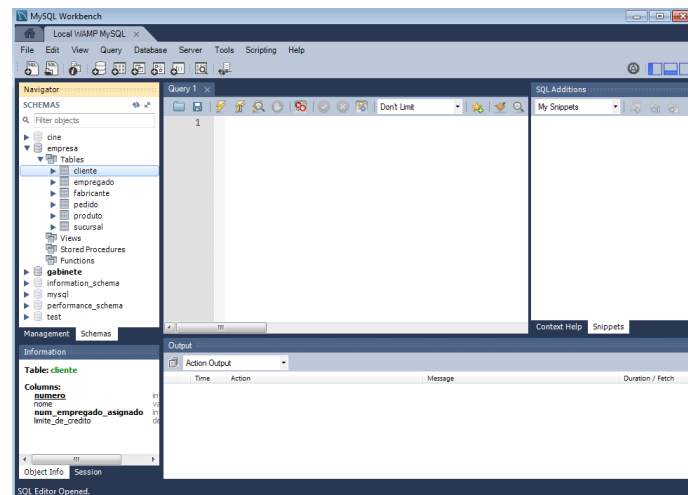 MySQL Workbench
Local WAMP MySQL ×
File Edit View Query Database Server Tools Scripting Help
Navigator
SCHEMAS
Filter objects
cine
empresa
Tables
cliente
empregado
fabricante
pedido
produto
sucursal
Views
Stored Procedures
Functions
gabinete
information_schema
mysql
performance_schema
test
Management Schemas
Information
Table: cliente
Columns:
numero
nome
num_empregado_asignado
limite_de_credito
Object Info Session
SQL Editor Opened.
Query 1 ×
Don't Limit
1
SQL Additions
My Snippets
Context Help Snippets
Output
Action Output
Time Action Message Duration / Fetch